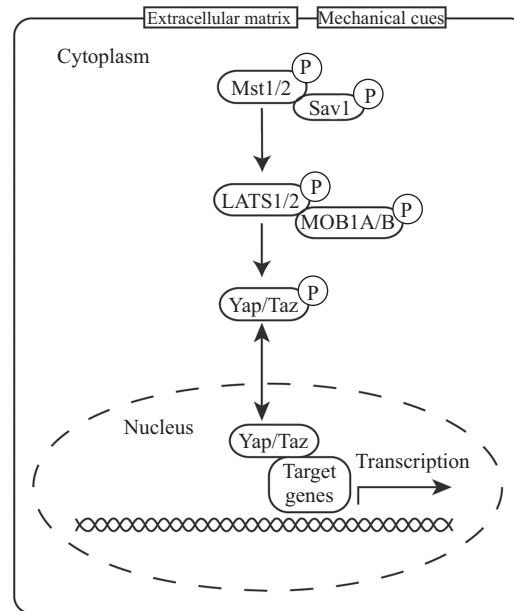 Extracellular matrix
Mechanical cues
Cytoplasm
P
Mst1/2
P
Sav1
P
LATS1/2
P
MOB1A/B
P
Yap/Taz
Nucleus
Yap/Taz
Target
genes
Transcription